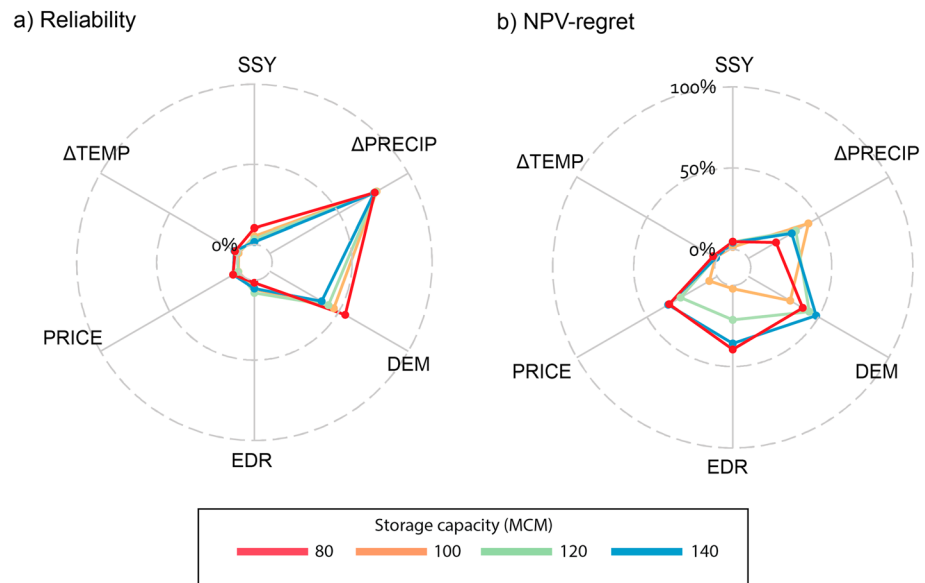 a) Reliability
b) NPV-regret
SSY
ΔPRECIP
DEM
EDR
PRICE
ΔTEMP
0%
SSY
ΔPRECIP
DEM
EDR
PRICE
ΔTEMP
100%
50%
0%
Storage capacity (MCM)
80 100 120 140